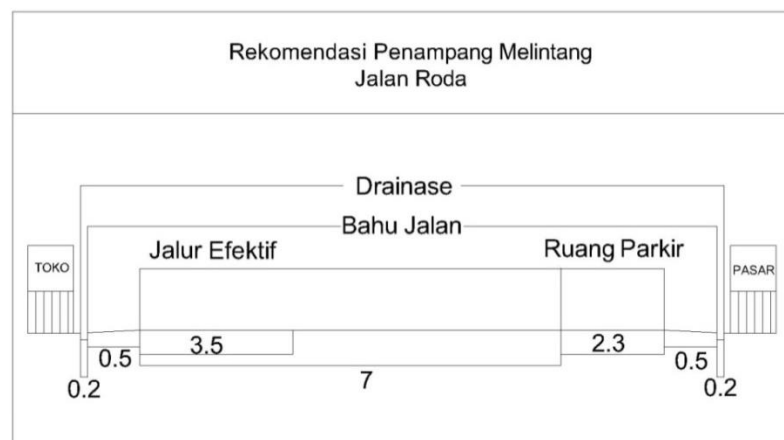 Rekomendasi Penampang Melintang
Jalan Roda
Drainase
Bahu Jalan
Jalur Efektif
Ruang Parkir
TOKO
PASAR
0.5
3.5
2.3
0.5
0.2
7
0.2